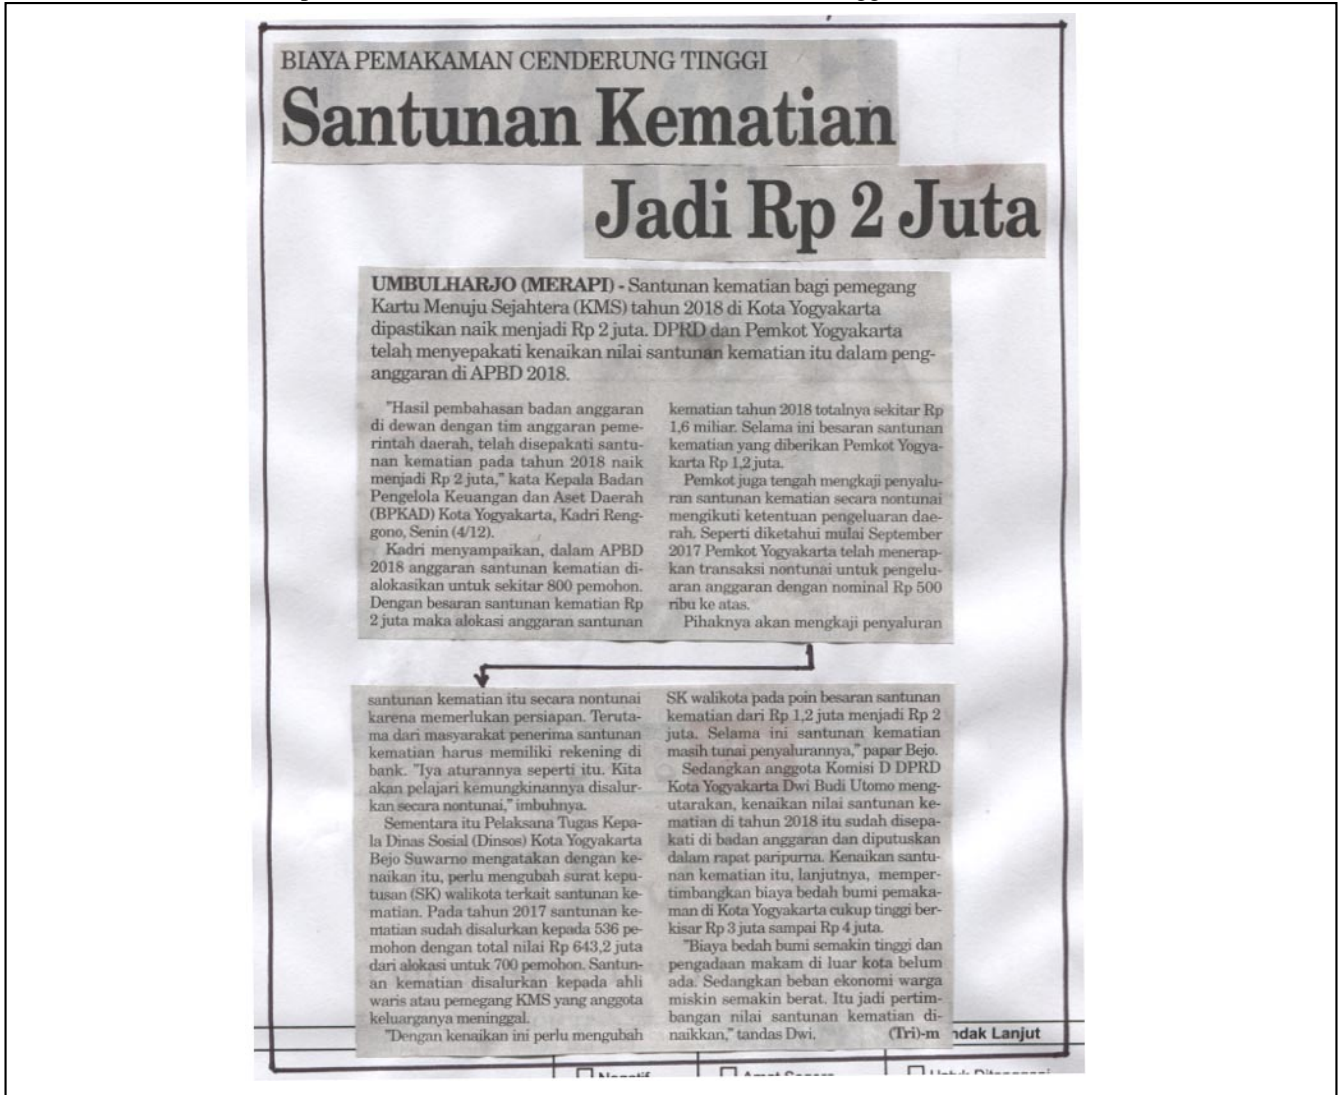 BIAYA PEMAKAMAN CENDERUNG TINGGI
Santunan Kematian
Jadi Rp 2 Juta
UMBULHARJO (MERAPI) - Santunan kematian bagi pemegang
Kartu Menuju Sejahtera (KMS) tahun 2018 di Kota Yogyakarta
dipastikan naik menjadi Rp 2 juta. DPRD dan Pemkot Yogyakarta
telah menyepakati kenaikan nilai santunan kematian itu dalam peng-
anggaran di APBD 2018.
"Hasil pembahasan badan anggaran
di dewan dengan tim anggaran peme-
rintah daerah, telah disepakati santu-
nan kematian pada tahun 2018 naik
menjadi Rp 2 juta," kata Kepala Badan
Pengelola Keuangan dan Aset Daerah
(BPKAD) Kota Yogyakarta, Kadri Reng-
gono, Senin (4/12).
Kadri menyampaikan, dalam APBD
2018 anggaran santunan kematian di-
alokasikan untuk sekitar 800 pemohon.
Dengan besaran santunan kematian Rp
2 juta maka alokasi anggaran santunan
kematian tahun 2018 totalnya sekitar Rp
1,6 miliar. Selama ini besaran santunan
kematian yang diberikan Pemkot Yogya-
karta Rp 1,2 juta.
Pemkot juga tengah mengkaji penyalu-
ran santunan kematian secara nontunai
mengikuti ketentuan pengeluaran dae-
rah. Seperti diketahui mulai September
2017 Pemkot Yogyakarta telah menerap-
kan transaksi nontunai untuk pengelu-
aran anggaran dengan nominal Rp 500
ribu ke atas.
Pihaknya akan mengkaji penyaluran
santunan kematian itu secara nontunai
karena memerlukan persiapan. Teruta-
ma dari masyarakat penerima santunan
kematian harus memiliki rekening di
bank. "Iya aturannya seperti itu. Kita
akan pelajari kemungkinannya disalur-
kan secara nontunai," imbuhnya.
Sementara itu Pelaksana Tugas Kepa-
la Dinas Sosial (Dinsos) Kota Yogyakarta
Bejo Suwarno mengatakan dengan ke-
naikan itu, perlu mengubah surat kepu-
tusan (SK) walikota terkait santunan ke-
matian. Pada tahun 2017 santunan ke-
matian sudah disalurkan kepada 536 pe-
mohon dengan total nilai Rp 643,2 juta
dari alokasi untuk 700 pemohon. Santun-
an kematian disalurkan kepada ahli
waris atau pemegang KMS yang anggota
keluarganya meninggal.
"Dengan kenaikan ini perlu mengubah
SK walikota pada poin besaran santunan
kematian dari Rp 1,2 juta menjadi Rp 2
juta. Selama ini santunan kematian
masih tunai penyalurannya," papar Bejo.
Sedangkan anggota Komisi D DPRD
Kota Yogyakarta Dwi Budi Utomo meng-
utarakan, kenaikan nilai santunan ke-
matian di tahun 2018 itu sudah disepa-
kati di badan anggaran dan diputuskan
dalam rapat paripurna. Kenaikan santu-
nan kematian itu, lanjutnya, memper-
timbangkan biaya bedah bumi pemaka-
man di Kota Yogyakarta cukup tinggi ber-
kisar Rp 3 juta sampai Rp 4 juta.
"Biaya bedah bumi semakin tinggi dan
pengadaan makam di luar kota belum
ada. Sedangkan beban ekonomi warga
miskin semakin berat. Itu jadi pertim-
bangan nilai santunan kematian di-
naikkan," tandas Dwi. (Tri)-m
ndak Lanjut